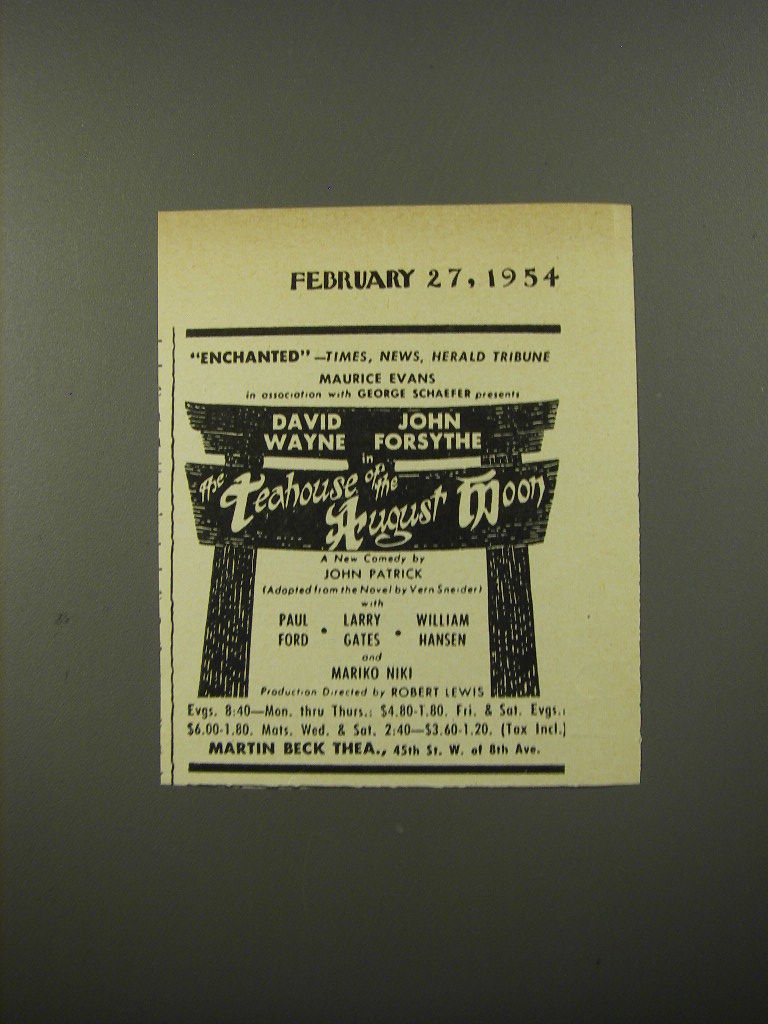 FEBRUARY 27, 1954
"ENCHANTED" —TIMES, NEWS, HERALD TRIBUNE
MAURICE EVANS
in association with GEORGE SCHAEFER presents
DAVID WAYNE JOHN FORSYTHE
in
The Teahouse of the August Moon
A New Comedy by
JOHN PATRICK
(Adapted from the Novel by Vern Sneider)
with
PAUL FORD • LARRY GATES • WILLIAM HANSEN
and
MARIKO NIKI
Production Directed by ROBERT LEWIS
Evgs. 8:40—Mon. thru Thurs.: $4.80-1.80. Fri. & Sat. Evgs.:
$6.00-1.80. Mats. Wed. & Sat. 2:40—$3.60-1.20. (Tax Incl.)
MARTIN BECK THEA., 45th St. W. of 8th Ave.